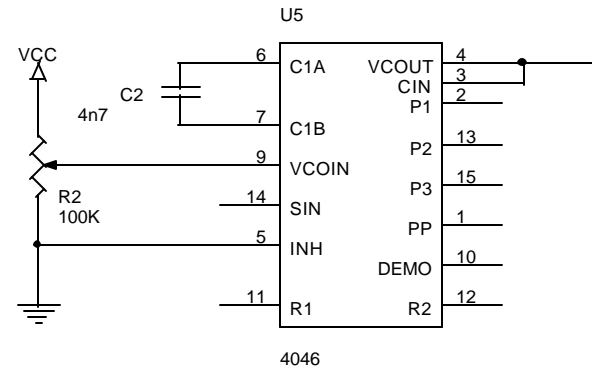 U5
VCC
C2
4n7
R2
100K
6 C1A VCOUT 4
CIN 3
P1 2
7 C1B
P2 13
9 VCOIN
P3 15
14 SIN
PP 1
5 INH
DEMO 10
11 R1 R2 12
4046